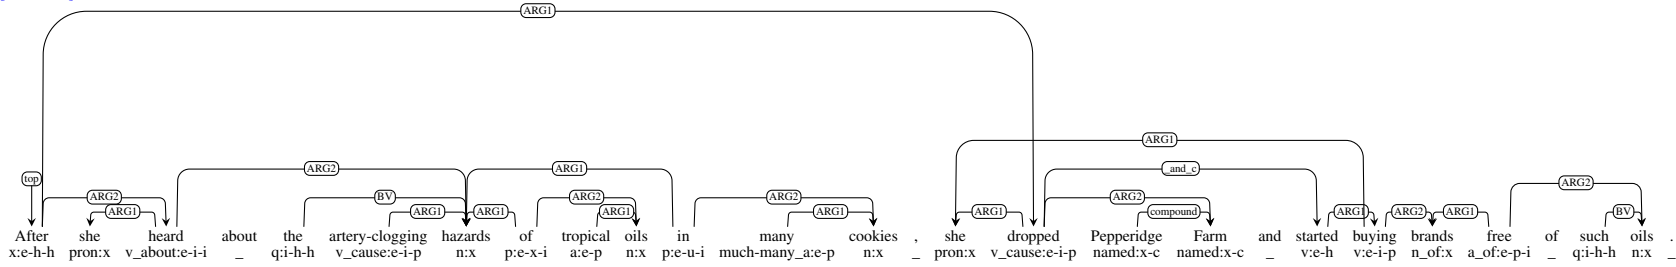 ARG1
ARG1
top
ARG2 ARG1 _and_c
ARG2 BV ARG2 ARG2 ARG2 ARG2
ARG1 ARG1 ARG1 ARG1 ARG1 ARG1 compound ARG1 ARG2 ARG1 BV
After she heard about the artery-clogging hazards of tropical oils in many cookies , she dropped Pepperidge Farm and started buying brands free of such oils .
x:e-h-h pron:x v_about:e-i-i _ q:i-h-h v_cause:e-i-p n:x p:e-x-i a:e-p n:x p:e-u-i much-many_a:e-p n:x _ pron:x v_cause:e-i-p named:x-c named:x-c _ v:e-h v:e-i-p n_of:x a_of:e-p-i _ q:i-h-h n:x _